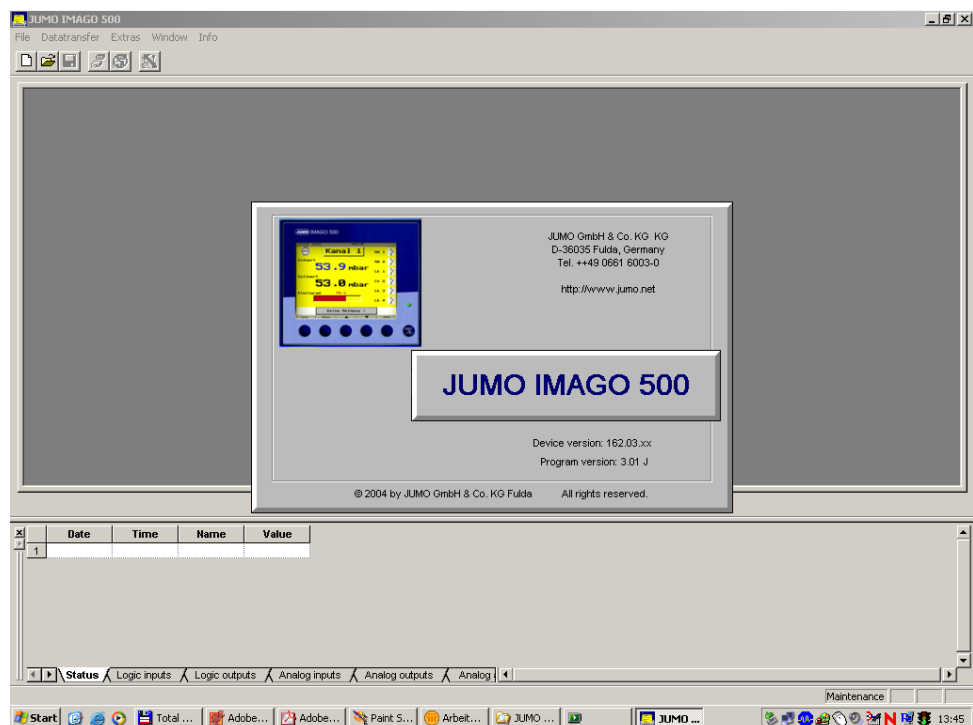 JUMO IMAGO 500
File Datatransfer Extras Window Info
JUMO IMAGO 500
Kanal 1
53.9 mbar
53.0 mbar
JUMO GmbH & Co. KG KG
D-36035 Fulda, Germany
Tel. ++49 0661 6003-0
http://www.jumo.net
JUMO IMAGO 500
Device version: 162.03.xx
Program version: 3.01 J
© 2004 by JUMO GmbH & Co. KG Fulda All rights reserved.
Date Time Name Value
1
Status Logic inputs Logic outputs Analog inputs Analog outputs Analog
Maintenance
Start Total ... Adobe... Adobe... Paint S... Arbeit... JUMO ... JUMO ... 13:45